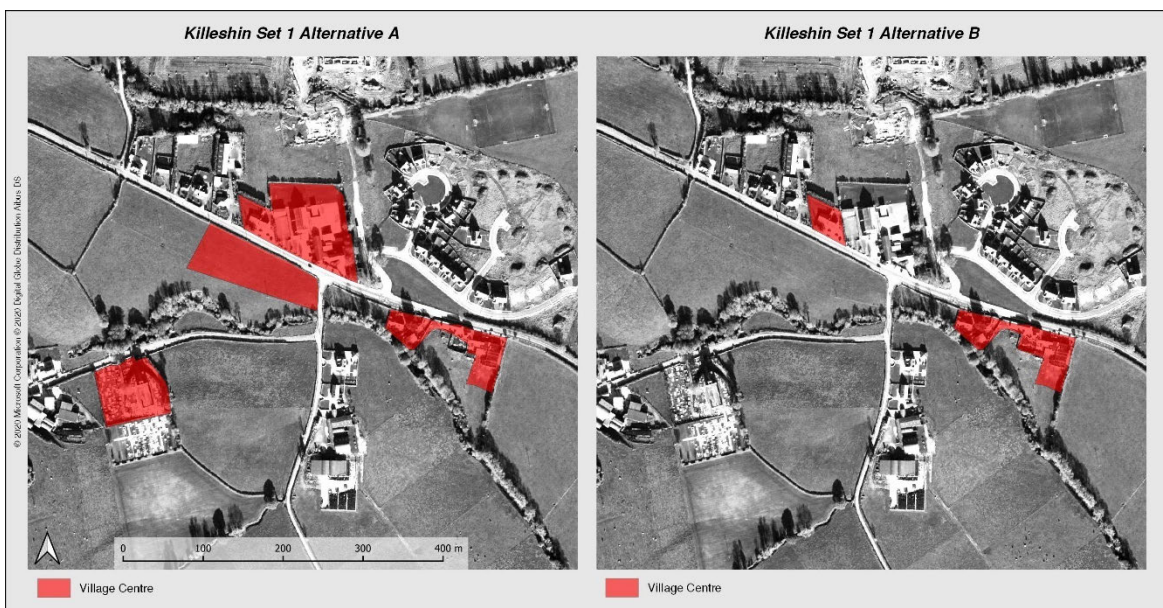 Killeshin Set 1 Alternative A
Killeshin Set 1 Alternative B
© 2020 Microsoft Corporation © 2020 Digital Globe Distribution Aibus DS
0 100 200 300 400 m
Village Centre
Village Centre